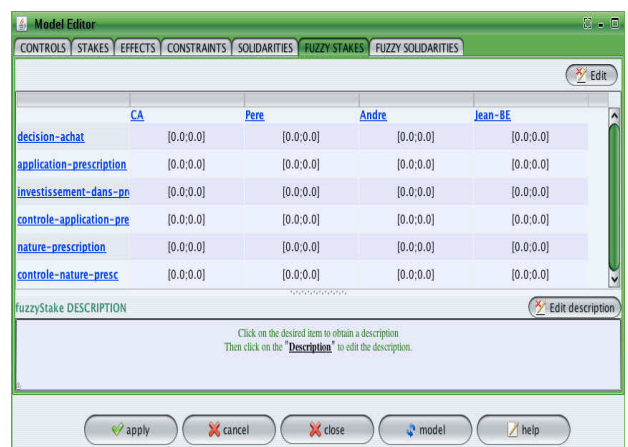 Model Editor
CONTROLS STAKES EFFECTS CONSTRAINTS SOLIDARITIES FUZZY STAKES FUZZY SOLIDARITIES
Edit
CA Pere Andre Jean-BE
decision-achat [0.0;0.0] [0.0;0.0] [0.0;0.0] [0.0;0.0]
application-prescription [0.0;0.0] [0.0;0.0] [0.0;0.0] [0.0;0.0]
investissement-dans-pr [0.0;0.0] [0.0;0.0] [0.0;0.0] [0.0;0.0]
controle-application-pre [0.0;0.0] [0.0;0.0] [0.0;0.0] [0.0;0.0]
nature-prescription [0.0;0.0] [0.0;0.0] [0.0;0.0] [0.0;0.0]
controle-nature-presc [0.0;0.0] [0.0;0.0] [0.0;0.0] [0.0;0.0]
fuzzyStake DESCRIPTION Edit description
Click on the desired item to obtain a description
Then click on the "Description" to edit the description.
apply cancel close model help